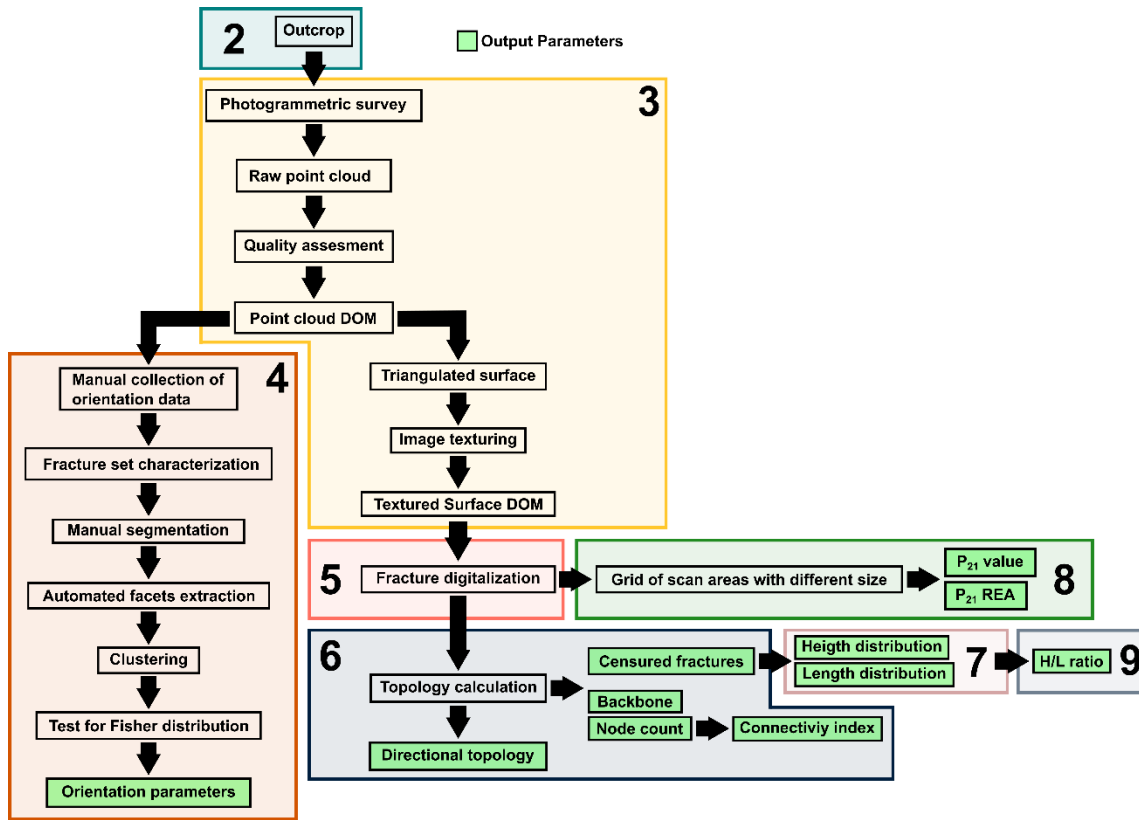 2
Outcrop
Output Parameters
3
Photogrammetric survey
Raw point cloud
Quality assesment
Point cloud DOM
Triangulated surface
Image texturing
Textured Surface DOM
4
Manual collection of
orientation data
Fracture set characterization
Manual segmentation
Automated facets extraction
Clustering
Test for Fisher distribution
Orientation parameters
5
Fracture digitalization
Grid of scan areas with different size
P21 value
P21 REA
8
6
Topology calculation
Directional topology
Censured fractures
Backbone
Node count
Connectiviy index
Heigth distribution
Length distribution
7
H/L ratio
9